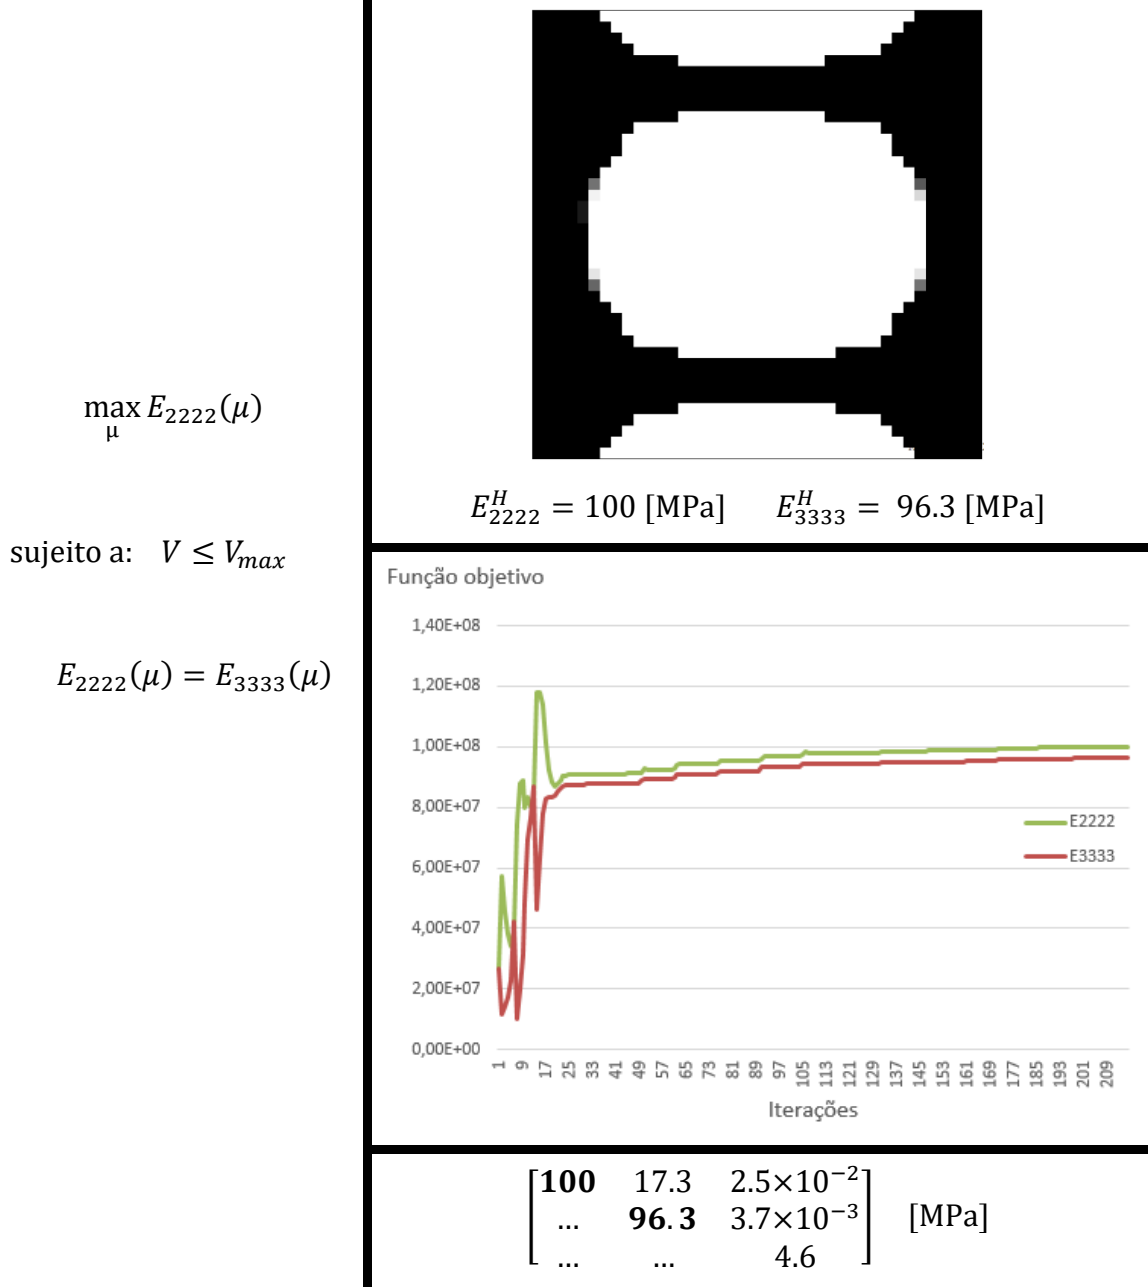 max E₂₂₂₂(μ)
μ
sujeito a: V ≤ Vₘₐₓ
E₂₂₂₂(μ) = E₃₃₃₃(μ)
E₂₂₂₂ᴴ = 100 [MPa] E₃₃₃₃ᴴ = 96.3 [MPa]
Função objetivo
1,40E+08
1,20E+08
1,00E+08
8,00E+07
6,00E+07
4,00E+07
2,00E+07
0,00E+00
E2222
E3333
1 9 17 25 33 41 49 57 65 73 81 89 97 105 113 121 129 137 145 153 161 169 177 185 193 201 209
Iterações
100 17.3 2.5×10⁻²
... 96.3 3.7×10⁻³ [MPa]
... ... 4.6